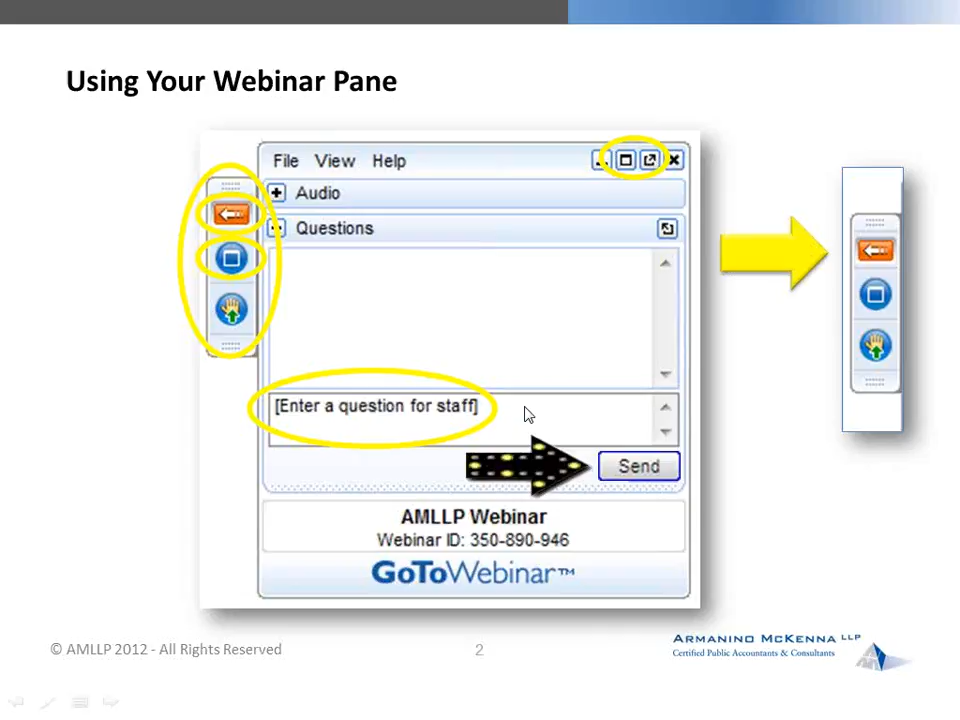 Using Your Webinar Pane
File View Help
Audio
Questions
[Enter a question for staff]
Send
AMLLP Webinar
Webinar ID: 350-890-946
GoToWebinar™
© AMLLP 2012 - All Rights Reserved
2
ARMANINO MCKENNA LLP
Certified Public Accountants & Consultants